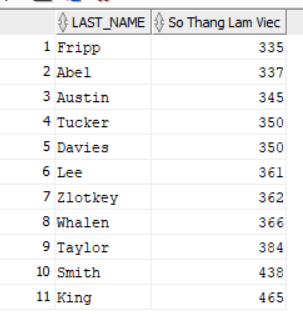 LAST_NAME So Thang Lam Viec
1 Fripp 335
2 Abel 337
3 Austin 345
4 Tucker 350
5 Davies 350
6 Lee 361
7 Zlotkey 362
8 Whalen 366
9 Taylor 384
10 Smith 438
11 King 465